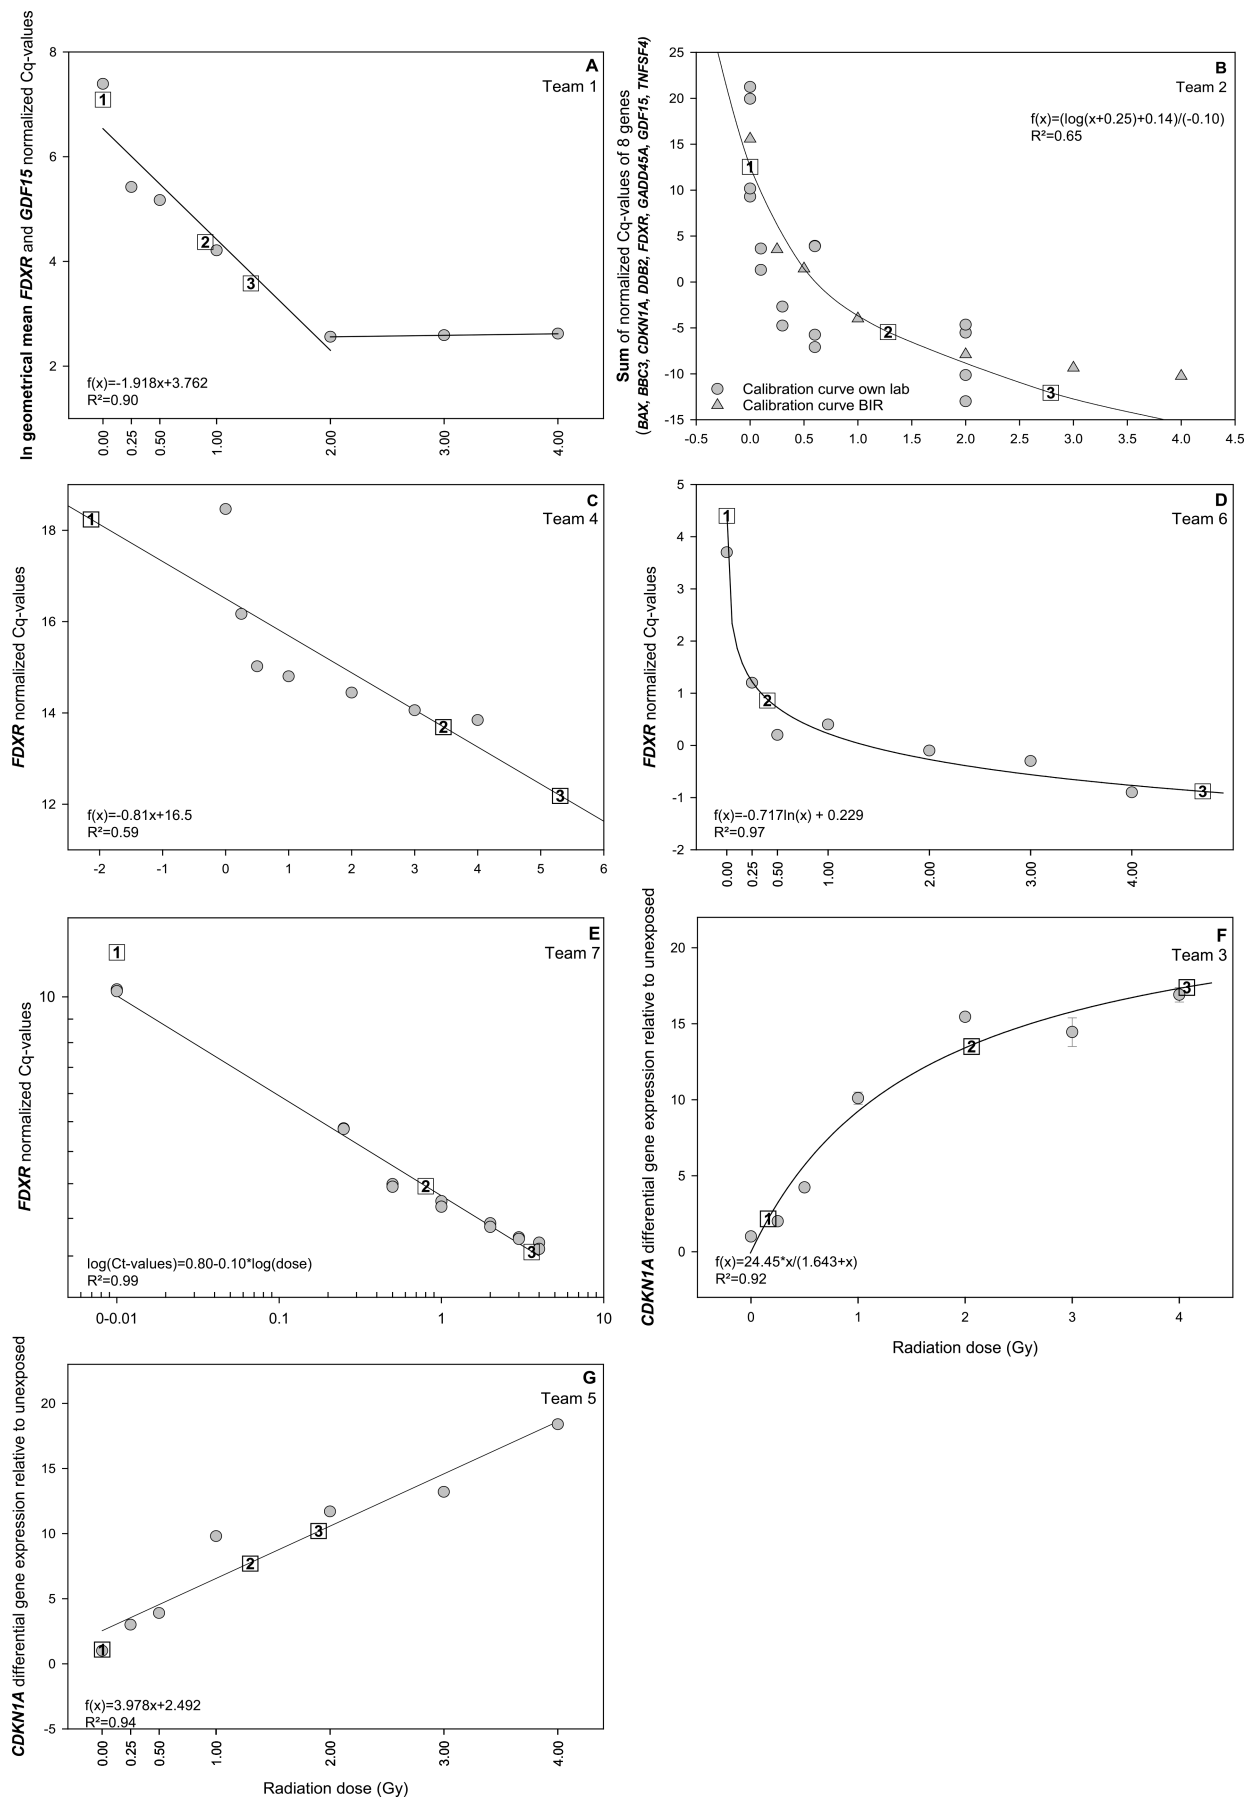 A
Team 1
ln geometrical mean FDXR and GDF15 normalized Cq-values
8
6
4
2
1
2
3
f(x)=-1.918x+3.762
R²=0.90
0.00
0.25
0.50
1.00
2.00
3.00
4.00
B
Team 2
Sum of normalized Cq-values of 8 genes
(BAX, BBC3, CDKN1A, DDB2, FDXR, GADD45A, GDF15, TNFSF4)
25
20
15
10
5
0
-5
-10
-15
f(x)=(log(x+0.25)+0.14)/(-0.10)
R²=0.65
1
2
3
Calibration curve own lab
Calibration curve BIR
-0.5 0.0 0.5 1.0 1.5 2.0 2.5 3.0 3.5 4.0 4.5
C
Team 4
FDXR normalized Cq-values
18
16
14
12
1
2
3
f(x)=-0.81x+16.5
R²=0.59
-2 -1 0 1 2 3 4 5 6
D
Team 6
FDXR normalized Cq-values
5
4
3
2
1
0
-1
-2
1
2
3
f(x)=-0.717ln(x) + 0.229
R²=0.97
0.00
0.25
0.50
1.00
2.00
3.00
4.00
E
Team 7
FDXR normalized Cq-values
10
1
2
3
log(Ct-values)=0.80-0.10*log(dose)
R²=0.99
0-0.01 0.1 1 10
F
Team 3
CDKN1A differential gene expression relative to unexposed
20
15
10
5
0
3
2
1
f(x)=24.45*x/(1.643+x)
R²=0.92
0 1 2 3 4
Radiation dose (Gy)
G
Team 5
CDKN1A differential gene expression relative to unexposed
20
15
10
5
0
-5
3
2
1
f(x)=3.978x+2.492
R²=0.94
0.00
0.25
0.50
1.00
2.00
3.00
4.00
Radiation dose (Gy)